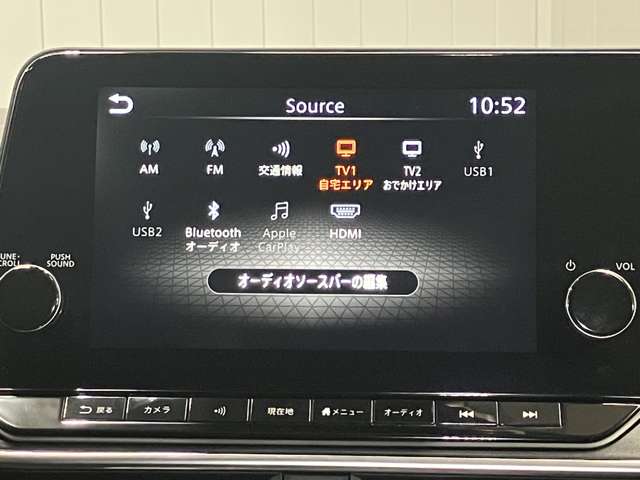 Source
10:52
AM
FM
交通情報
TV1
自宅エリア
TV2
おでかけエリア
USB1
USB2
Bluetooth
オーディオ
Apple
CarPlay
HDMI
オーディオソースバーの編集
TUNE·
SCROLL
PUSH
SOUND
VOL
戻る
カメラ
現在地
メニュー
オーディオ